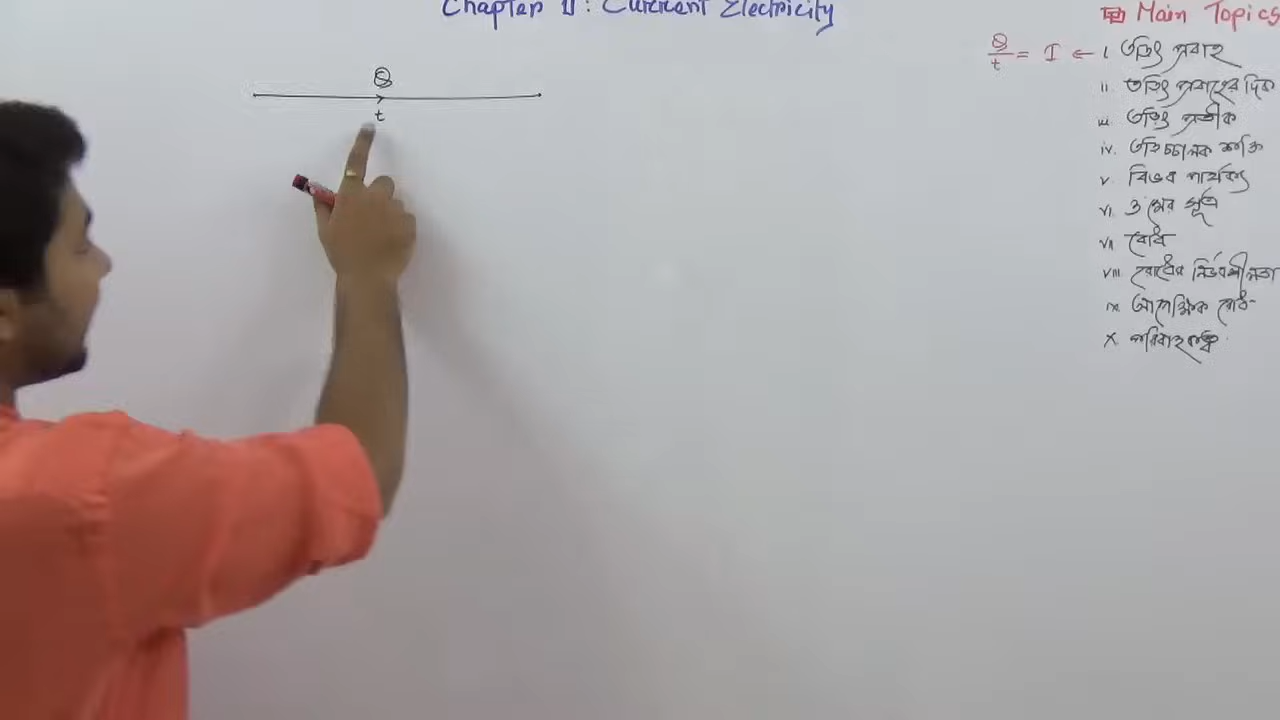 Chapter 11: Current Electricity
Main Topics
Q
t
Q/t = I ← i. তড়িৎ প্রবাহ
ii. তড়িৎ প্রবাহের দিক
iii. তড়িৎ প্রতীক
iv. তড়িচ্চালক শক্তি
v. বিভব পার্থক্য
vi. ও'মের সূত্র
vii. রোধ
viii. রোধের নির্ভরশীলতা
ix. আপেক্ষিক রোধ
x. পরিবাহকত্ব